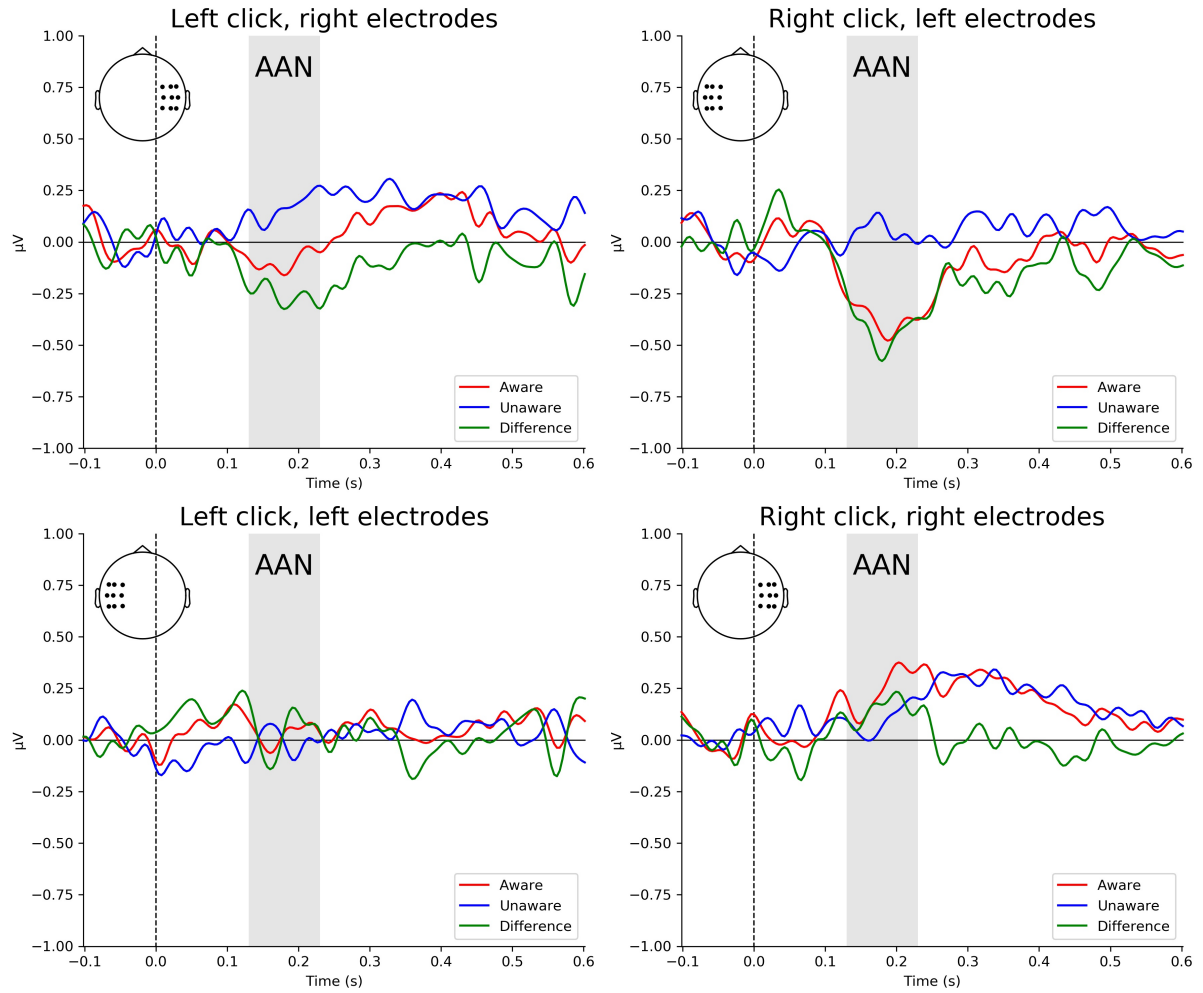 Left click, right electrodes
1.00
0.75
0.50
0.25
0.00
−0.25
−0.50
−0.75
−1.00
µV
AAN
Aware
Unaware
Difference
−0.1 0.0 0.1 0.2 0.3 0.4 0.5 0.6
Time (s)
Right click, left electrodes
1.00
0.75
0.50
0.25
0.00
−0.25
−0.50
−0.75
−1.00
µV
AAN
Aware
Unaware
Difference
−0.1 0.0 0.1 0.2 0.3 0.4 0.5 0.6
Time (s)
Left click, left electrodes
1.00
0.75
0.50
0.25
0.00
−0.25
−0.50
−0.75
−1.00
µV
AAN
Aware
Unaware
Difference
−0.1 0.0 0.1 0.2 0.3 0.4 0.5 0.6
Time (s)
Right click, right electrodes
1.00
0.75
0.50
0.25
0.00
−0.25
−0.50
−0.75
−1.00
µV
AAN
Aware
Unaware
Difference
−0.1 0.0 0.1 0.2 0.3 0.4 0.5 0.6
Time (s)